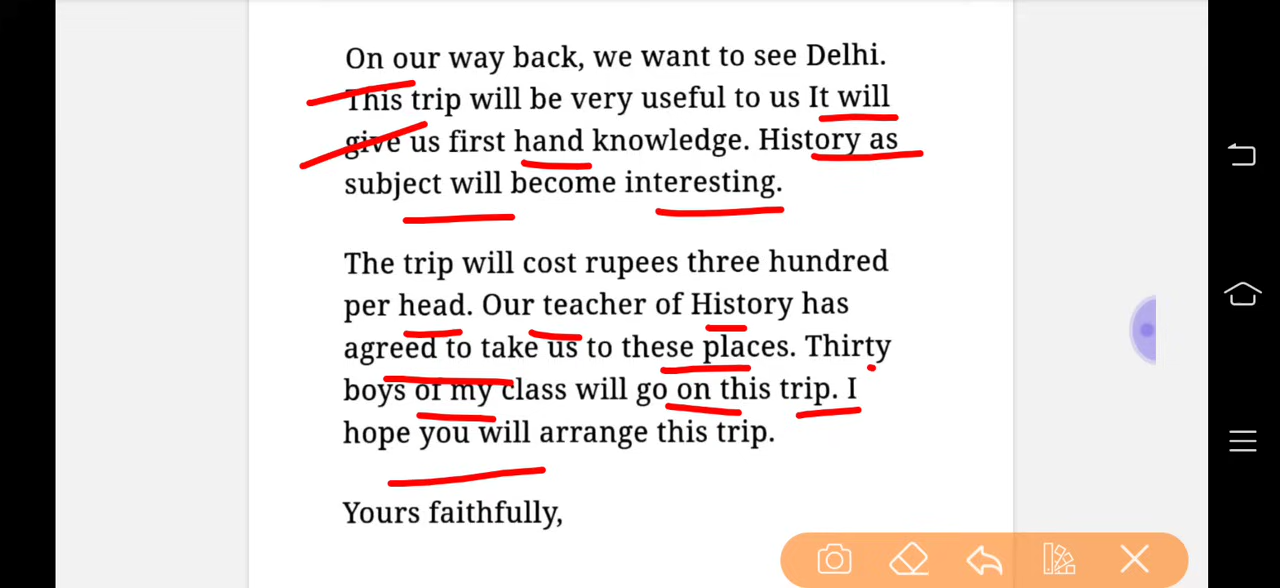 On our way back, we want to see Delhi.
This trip will be very useful to us It will
give us first hand knowledge. History as
subject will become interesting.
The trip will cost rupees three hundred
per head. Our teacher of History has
agreed to take us to these places. Thirty
boys of my class will go on this trip. I
hope you will arrange this trip.
Yours faithfully,